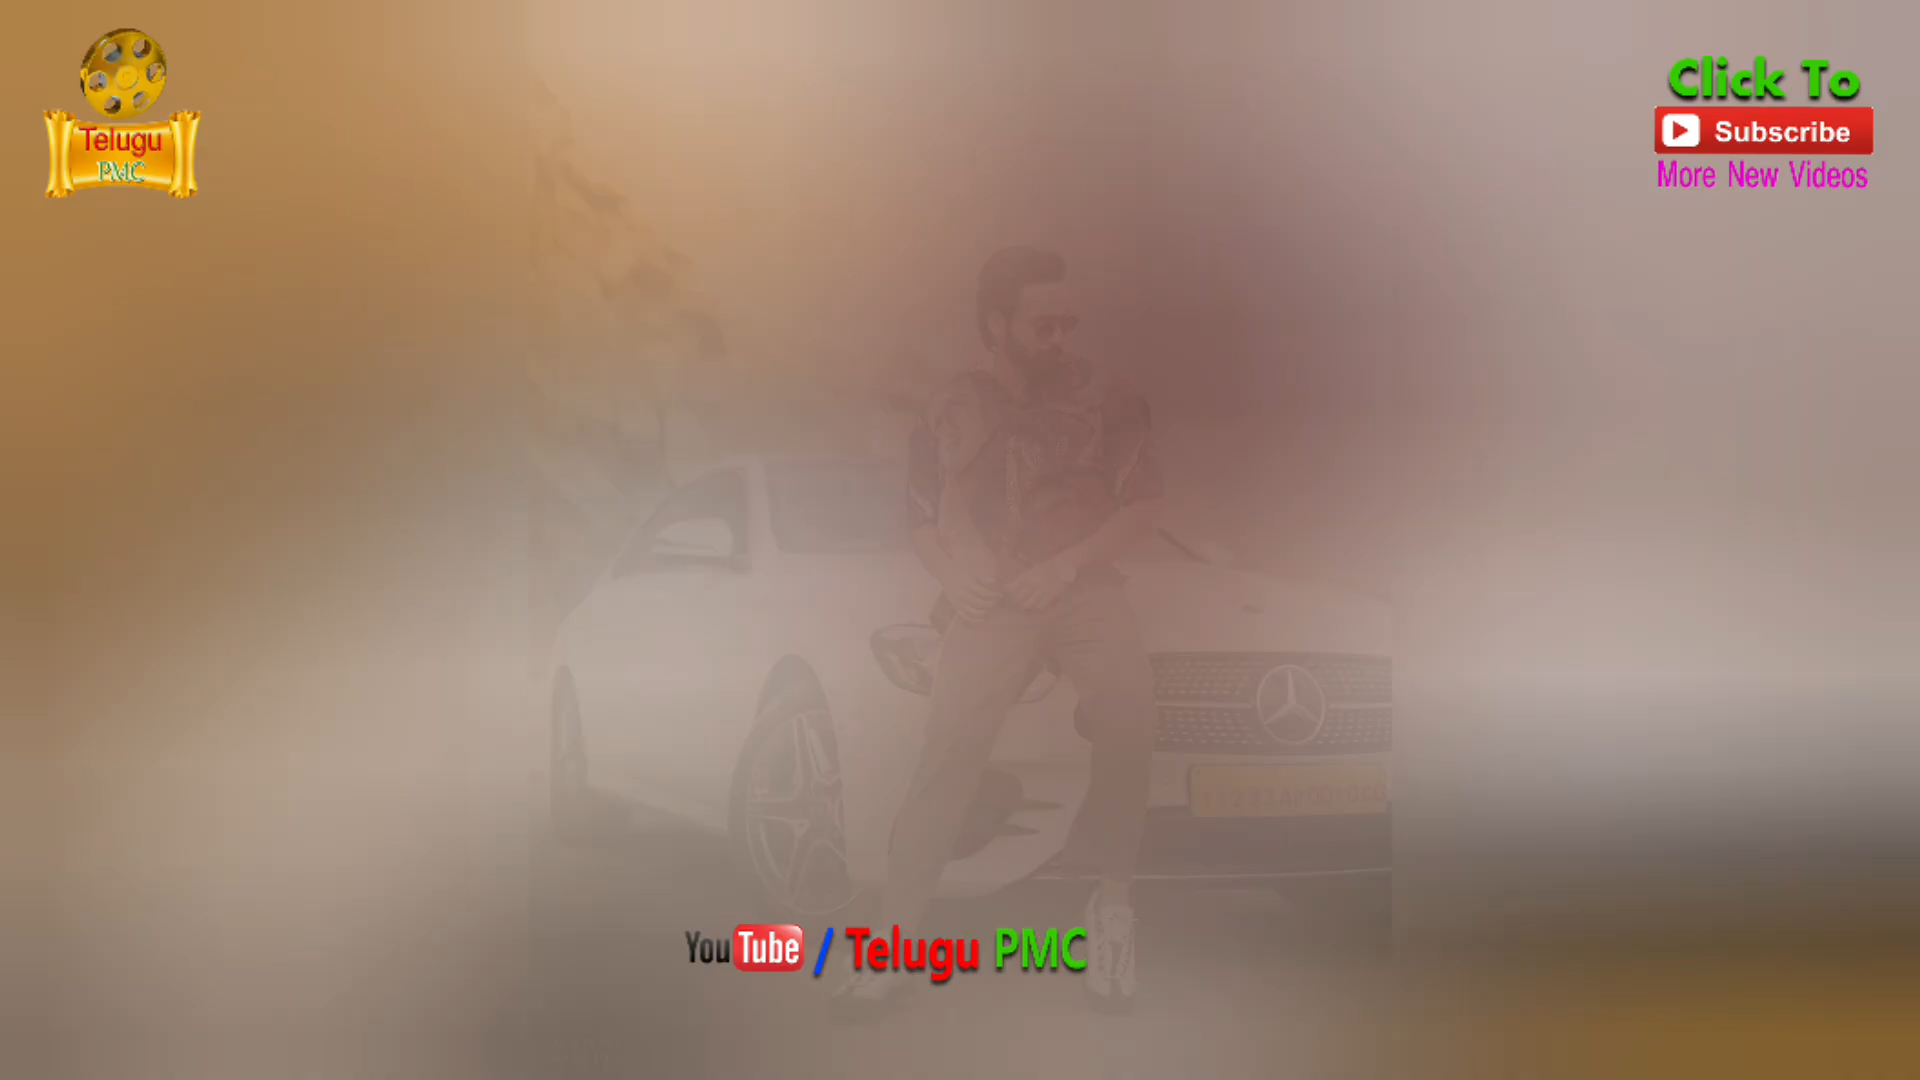 Telugu
PMC
Click To
Subscribe
More New Videos
YouTube / Telugu PMC